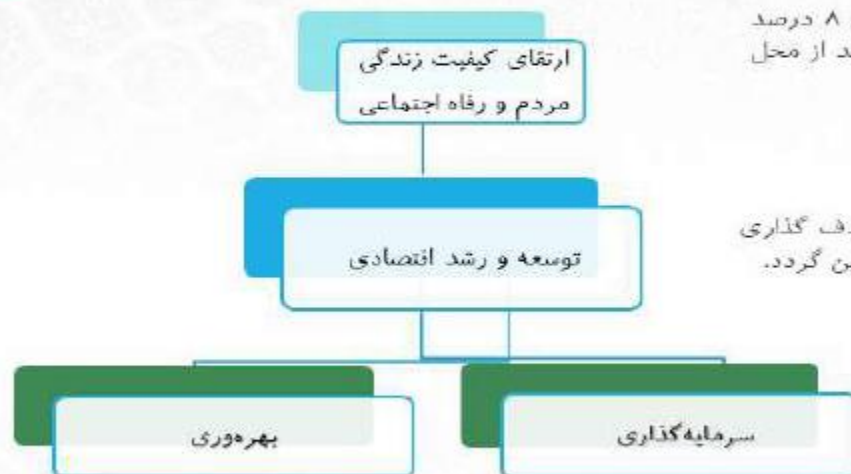 ۸ درصد
د از محل
ارتقای کیفیت زندگی
مردم و رفاه اجتماعی
گذاری
توسعه و رشد اقتصادی
گردد.
سرمایه‌گذاری
بهره‌وری